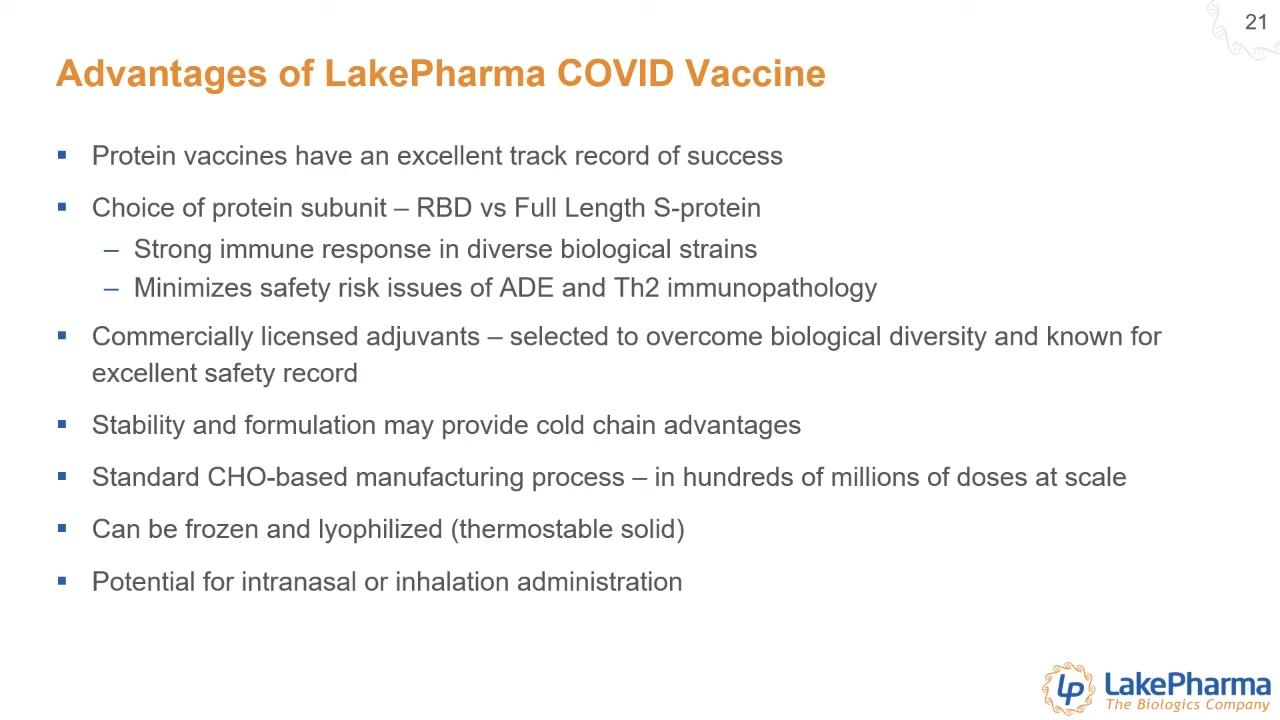 21
Advantages of LakePharma COVID Vaccine
▪ Protein vaccines have an excellent track record of success
▪ Choice of protein subunit – RBD vs Full Length S-protein
– Strong immune response in diverse biological strains
– Minimizes safety risk issues of ADE and Th2 immunopathology
▪ Commercially licensed adjuvants – selected to overcome biological diversity and known for
excellent safety record
▪ Stability and formulation may provide cold chain advantages
▪ Standard CHO-based manufacturing process – in hundreds of millions of doses at scale
▪ Can be frozen and lyophilized (thermostable solid)
▪ Potential for intranasal or inhalation administration
LP LakePharma
The Biologics Company